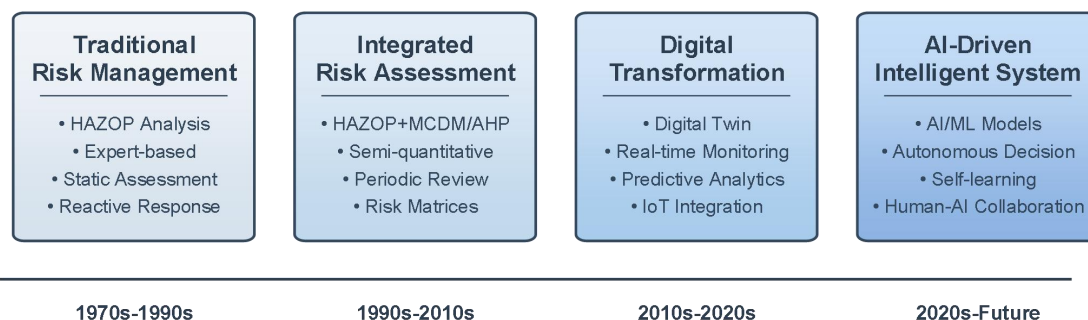 Traditional
Risk Management
• HAZOP Analysis
• Expert-based
• Static Assessment
• Reactive Response
Integrated
Risk Assessment
• HAZOP+MCDM/AHP
• Semi-quantitative
• Periodic Review
• Risk Matrices
Digital
Transformation
• Digital Twin
• Real-time Monitoring
• Predictive Analytics
• IoT Integration
AI-Driven
Intelligent System
• AI/ML Models
• Autonomous Decision
• Self-learning
• Human-AI Collaboration
1970s-1990s
1990s-2010s
2010s-2020s
2020s-Future